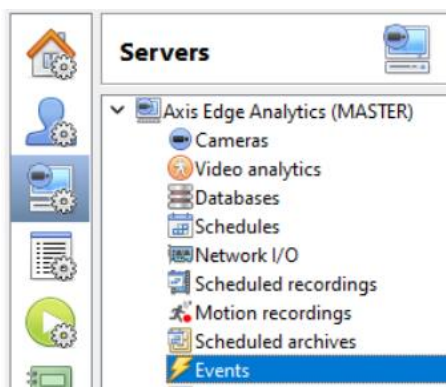 Servers
Axis Edge Analytics (MASTER)
Cameras
Video analytics
Databases
Schedules
Network I/O
Scheduled recordings
Motion recordings
Scheduled archives
Events